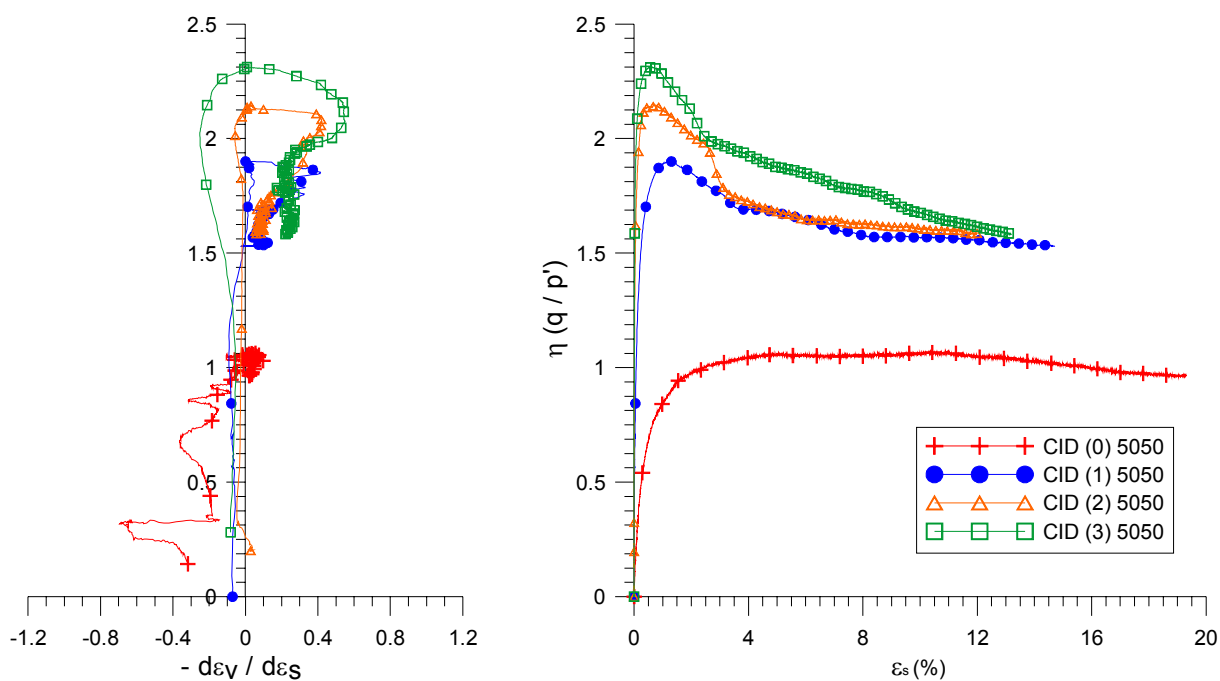 2.5
2
1.5
1
0.5
0
-1.2 -0.8 -0.4 0 0.4 0.8 1.2
- dεv / dεs
2.5
2
1.5
1
0.5
0
η (q / p')
0 4 8 12 16 20
εs (%)
CID (0) 5050
CID (1) 5050
CID (2) 5050
CID (3) 5050